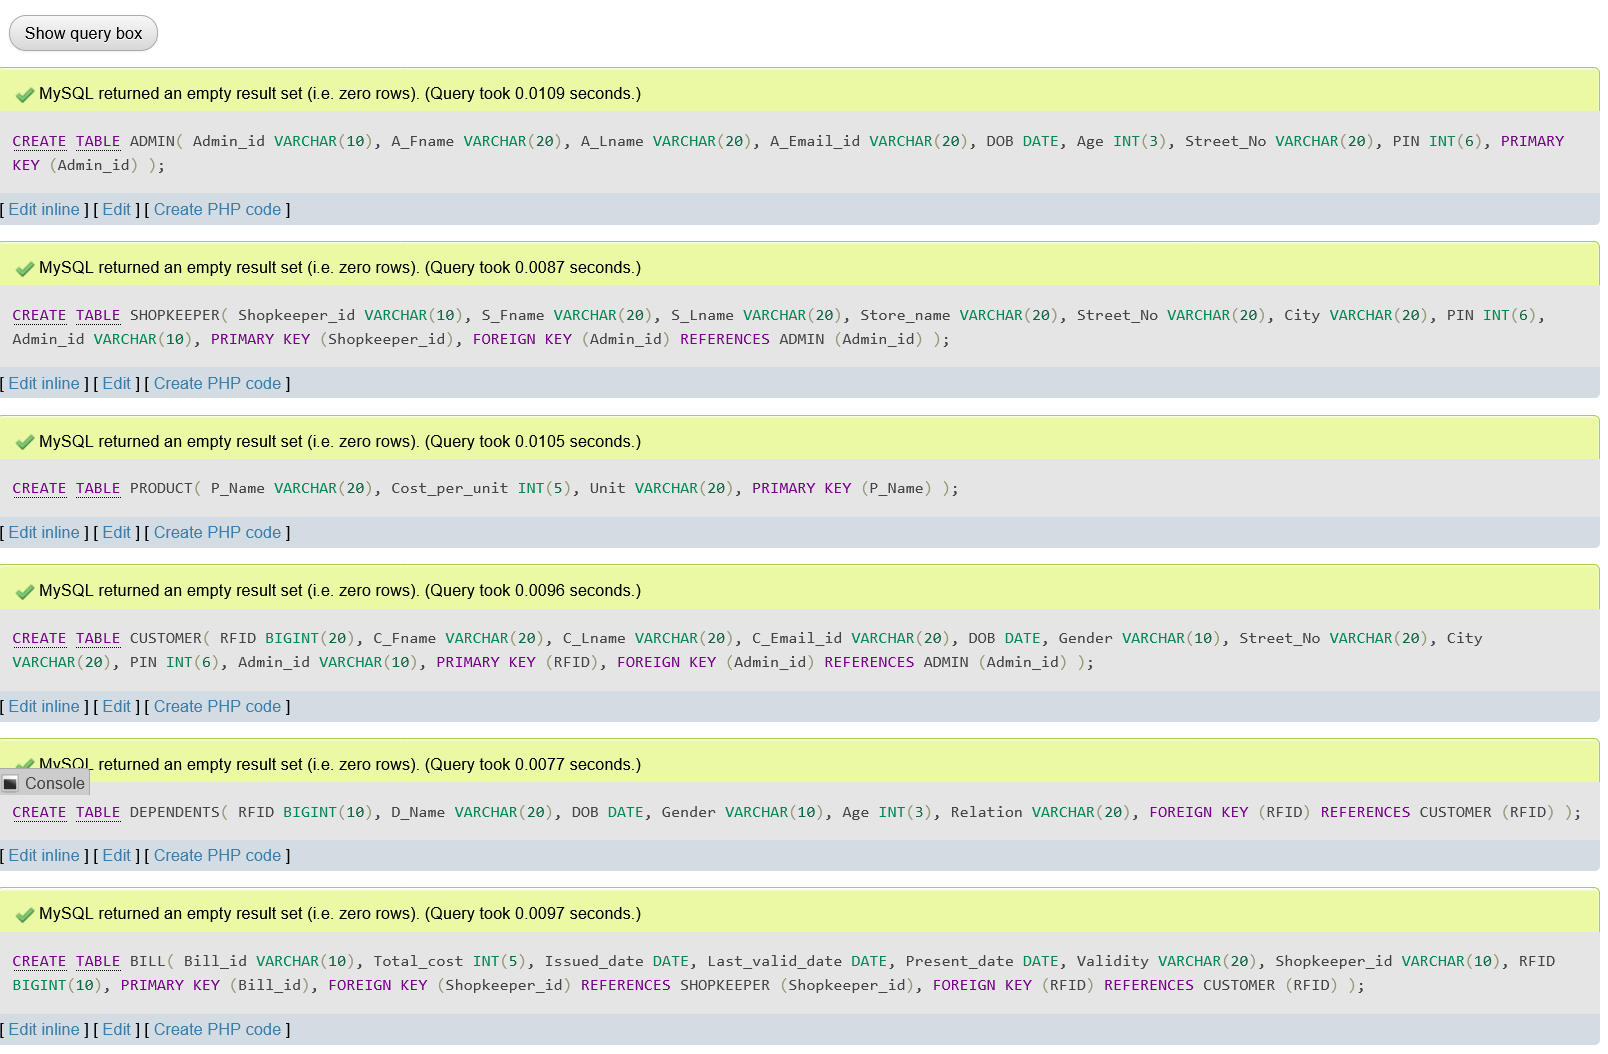 Show query box
MySQL returned an empty result set (i.e. zero rows). (Query took 0.0109 seconds.)
CREATE TABLE ADMIN( Admin_id VARCHAR(10), A_Fname VARCHAR(20), A_Lname VARCHAR(20), A_Email_id VARCHAR(20), DOB DATE, Age INT(3), Street_No VARCHAR(20), PIN INT(6), PRIMARY
KEY (Admin_id) );
[ Edit inline ] [ Edit ] [ Create PHP code ]
MySQL returned an empty result set (i.e. zero rows). (Query took 0.0087 seconds.)
CREATE TABLE SHOPKEEPER( Shopkeeper_id VARCHAR(10), S_Fname VARCHAR(20), S_Lname VARCHAR(20), Store_name VARCHAR(20), Street_No VARCHAR(20), City VARCHAR(20), PIN INT(6),
Admin_id VARCHAR(10), PRIMARY KEY (Shopkeeper_id), FOREIGN KEY (Admin_id) REFERENCES ADMIN (Admin_id) );
[ Edit inline ] [ Edit ] [ Create PHP code ]
MySQL returned an empty result set (i.e. zero rows). (Query took 0.0105 seconds.)
CREATE TABLE PRODUCT( P_Name VARCHAR(20), Cost_per_unit INT(5), Unit VARCHAR(20), PRIMARY KEY (P_Name) );
[ Edit inline ] [ Edit ] [ Create PHP code ]
MySQL returned an empty result set (i.e. zero rows). (Query took 0.0096 seconds.)
CREATE TABLE CUSTOMER( RFID BIGINT(20), C_Fname VARCHAR(20), C_Lname VARCHAR(20), C_Email_id VARCHAR(20), DOB DATE, Gender VARCHAR(10), Street_No VARCHAR(20), City
VARCHAR(20), PIN INT(6), Admin_id VARCHAR(10), PRIMARY KEY (RFID), FOREIGN KEY (Admin_id) REFERENCES ADMIN (Admin_id) );
[ Edit inline ] [ Edit ] [ Create PHP code ]
MySQL returned an empty result set (i.e. zero rows). (Query took 0.0077 seconds.)
Console
CREATE TABLE DEPENDENTS( RFID BIGINT(10), D_Name VARCHAR(20), DOB DATE, Gender VARCHAR(10), Age INT(3), Relation VARCHAR(20), FOREIGN KEY (RFID) REFERENCES CUSTOMER (RFID) );
[ Edit inline ] [ Edit ] [ Create PHP code ]
MySQL returned an empty result set (i.e. zero rows). (Query took 0.0097 seconds.)
CREATE TABLE BILL( Bill_id VARCHAR(10), Total_cost INT(5), Issued_date DATE, Last_valid_date DATE, Present_date DATE, Validity VARCHAR(20), Shopkeeper_id VARCHAR(10), RFID
BIGINT(10), PRIMARY KEY (Bill_id), FOREIGN KEY (Shopkeeper_id) REFERENCES SHOPKEEPER (Shopkeeper_id), FOREIGN KEY (RFID) REFERENCES CUSTOMER (RFID) );
[ Edit inline ] [ Edit ] [ Create PHP code ]